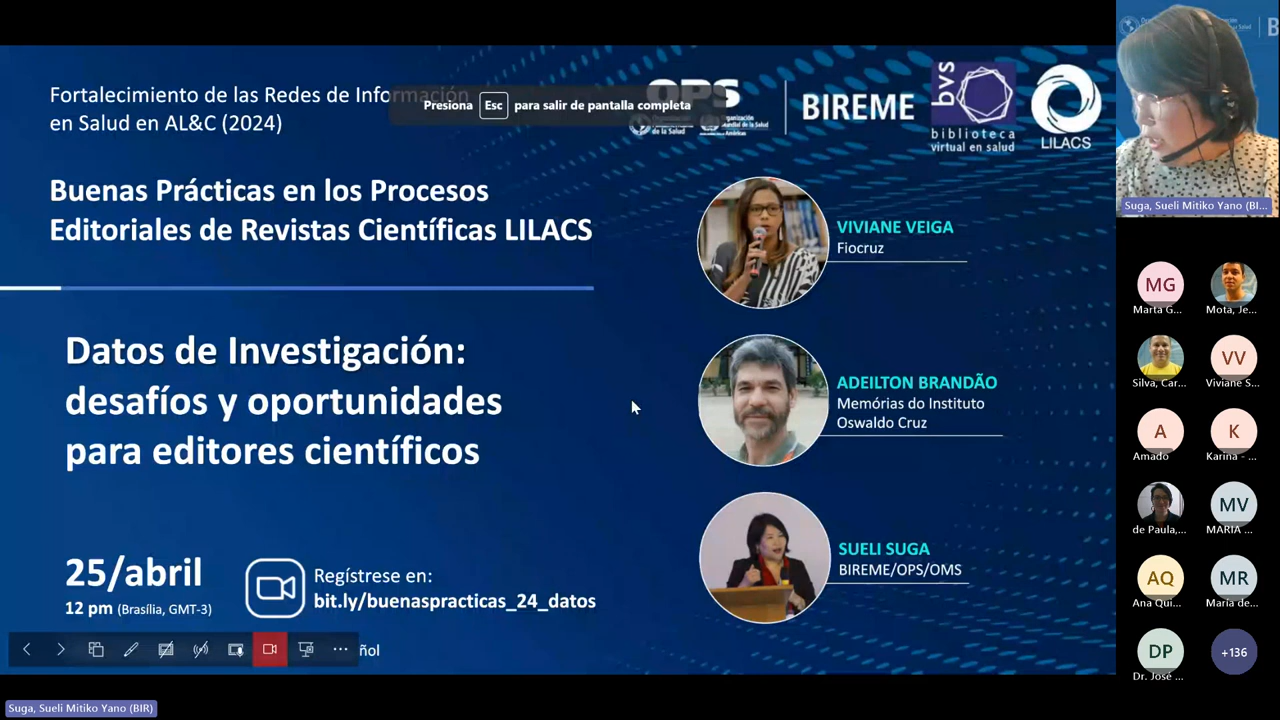 Fortalecimiento de las Redes de Información
en Salud en AL&C (2024)
Presiona Esc para salir de pantalla completa
OPS
BIREME
bvs
biblioteca
virtual en salud
LILACS
Buenas Prácticas en los Procesos
Editoriales de Revistas Científicas LILACS
Datos de Investigación:
desafíos y oportunidades
para editores científicos
VIVIANE VEIGA
Fiocruz
ADEILTON BRANDÃO
Memórias do Instituto
Oswaldo Cruz
SUELI SUGA
BIREME/OPS/OMS
25/abril
12 pm (Brasília, GMT-3)
Regístrese en:
bit.ly/buenaspracticas_24_datos
ñol
Suga, Sueli Mitiko Yano (BIR)
Suga, Sueli Mitiko Yano (BI...
MG
Marta G...
Mota, Je...
Silva, Car...
VV
Viviane S...
A
Amado
K
Karina - ...
de Paula,...
MV
MARIA ...
AQ
Ana Qui...
MR
Maria de...
DP
Dr. José ...
+136